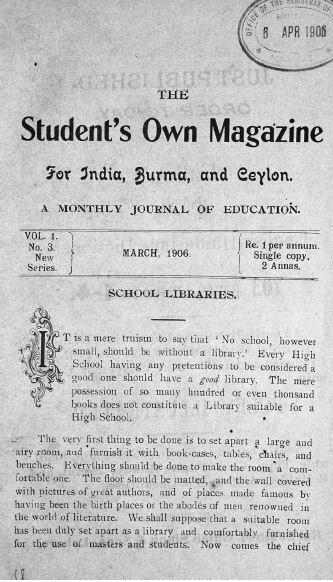 OFFICE OF THE REGISTRAR OF
6 APR 1906
THE
Student's Own Magazine
For India, Burma, and Ceylon.
A MONTHLY JOURNAL OF EDUCATION.
VOL. 1.
No. 3.
New
Series.
MARCH, 1906
Re. 1 per annum.
Single copy,
2 Annas.
SCHOOL LIBRARIES.
IT is a mere truism to say that ' No school, however
small, should be without a library.' Every High
School having any pretensions to be considered a
good one should have a good library. The mere
possession of so many hundred or even thousand
books does not constitute a Library suitable for a
High School.
The very first thing to be done is to set apart a large and
airy room, and furnish it with book-cases, tables, chairs, and
benches. Everything should be done to make the room a com-
fortable one. The floor should be matted, and the wall covered
with pictures of great authors, and of places made famous by
having been the birth places or the abodes of men renowned in
the world of literature. We shall suppose that a suitable room
has been duly set apart as a library and comfortably furnished
for the use of masters and students. Now comes the chief